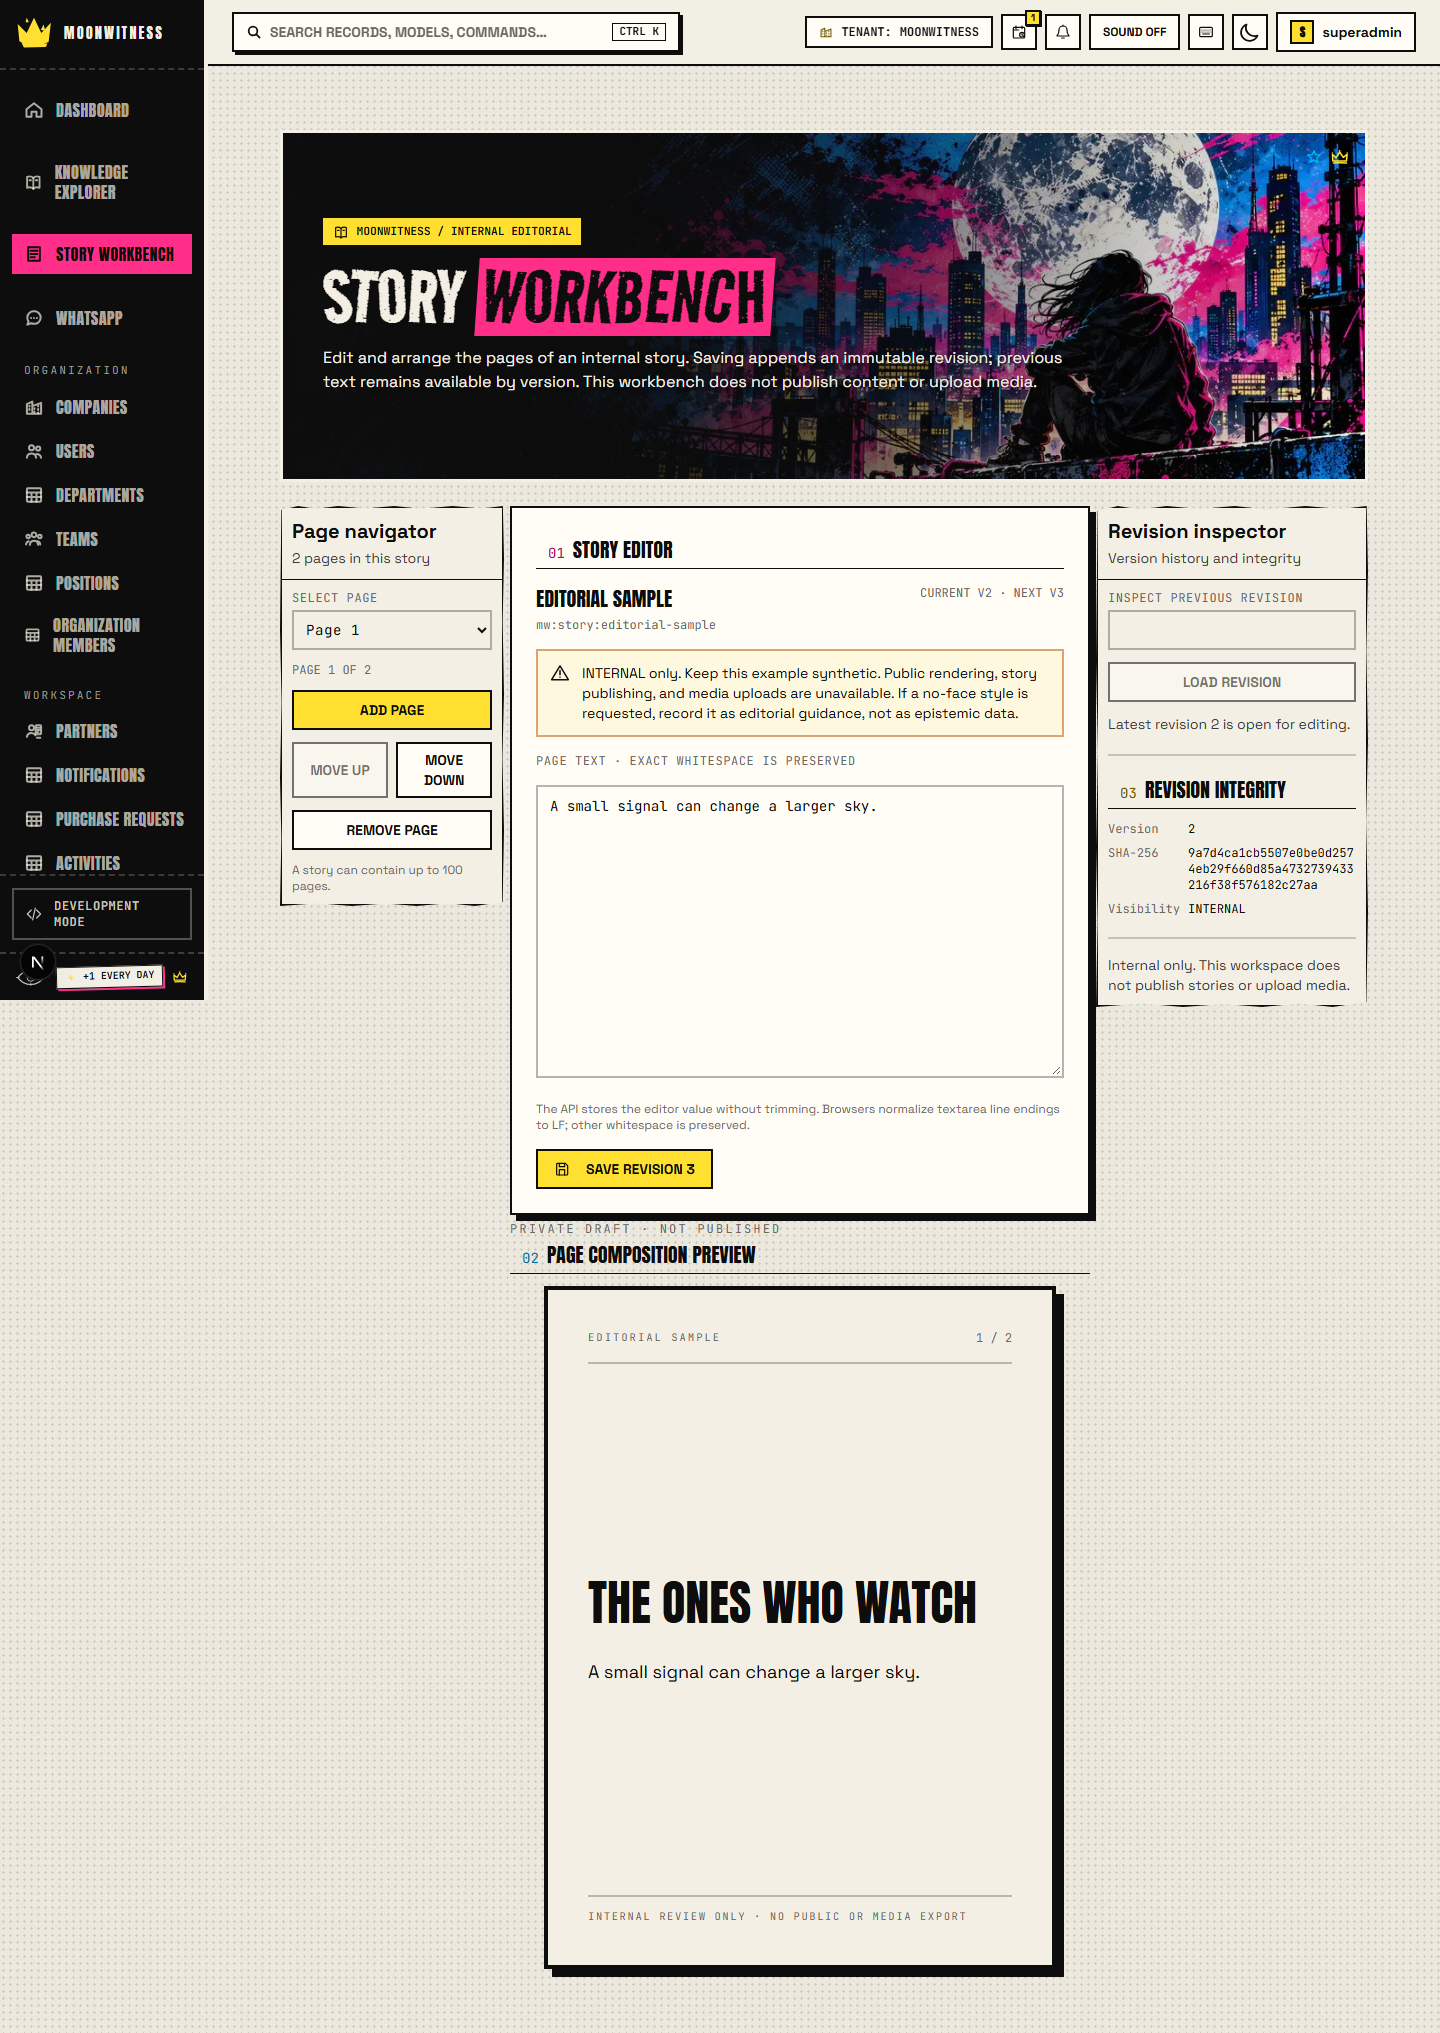 MOONWITNESS
SEARCH RECORDS, MODELS, COMMANDS...
CTRL K
TENANT: MOONWITNESS
1
SOUND OFF
$
superadmin
DASHBOARD
KNOWLEDGE
EXPLORER
STORY WORKBENCH
WHATSAPP
ORGANIZATION
COMPANIES
USERS
DEPARTMENTS
TEAMS
POSITIONS
ORGANIZATION
MEMBERS
WORKSPACE
PARTNERS
NOTIFICATIONS
PURCHASE REQUESTS
ACTIVITIES
DEVELOPMENT
MODE
N
+1 EVERY DAY
MOONWITNESS / INTERNAL EDITORIAL
STORY WORKBENCH
Edit and arrange the pages of an internal story. Saving appends an immutable revision; previous
text remains available by version. This workbench does not publish content or upload media.
Page navigator
2 pages in this story
SELECT PAGE
Page 1
PAGE 1 OF 2
ADD PAGE
MOVE UP
MOVE
DOWN
REMOVE PAGE
A story can contain up to 100
pages.
01 STORY EDITOR
EDITORIAL SAMPLE
CURRENT V2 · NEXT V3
mw:story:editorial-sample
INTERNAL only. Keep this example synthetic. Public rendering, story
publishing, and media uploads are unavailable. If a no-face style is
requested, record it as editorial guidance, not as epistemic data.
PAGE TEXT · EXACT WHITESPACE IS PRESERVED
A small signal can change a larger sky.
The API stores the editor value without trimming. Browsers normalize textarea line endings
to LF; other whitespace is preserved.
SAVE REVISION 3
Revision inspector
Version history and integrity
INSPECT PREVIOUS REVISION
LOAD REVISION
Latest revision 2 is open for editing.
03 REVISION INTEGRITY
Version 2
SHA-256 9a7d4ca1cb5507e0be0d257
4eb29f660d85a4732739433
216f38f576182c27aa
Visibility INTERNAL
Internal only. This workspace does
not publish stories or upload media.
PRIVATE DRAFT · NOT PUBLISHED
02 PAGE COMPOSITION PREVIEW
EDITORIAL SAMPLE
1 / 2
THE ONES WHO WATCH
A small signal can change a larger sky.
INTERNAL REVIEW ONLY · NO PUBLIC OR MEDIA EXPORT